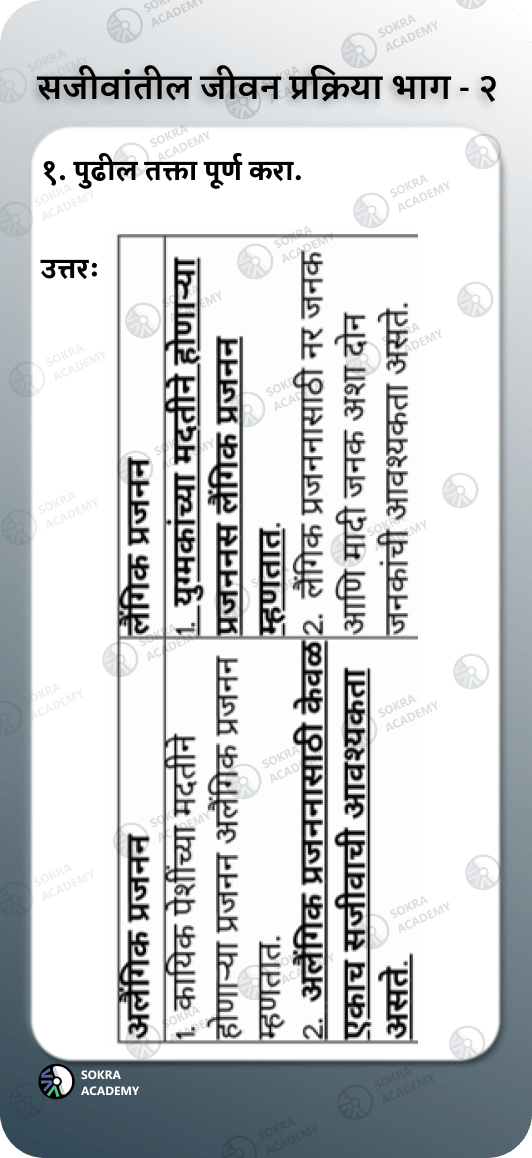 सजीवांतील जीवन प्रक्रिया भाग - २
१. पुढील तक्ता पूर्ण करा.
उत्तरः
अलैंगिक प्रजनन
लैंगिक प्रजनन
1. कायिक पेशींच्या मदतीने
होणाऱ्या प्रजनन अलैंगिक प्रजनन
म्हणतात.
1. युग्मकांच्या मदतीने होणाऱ्या
प्रजननस लैंगिक प्रजनन
म्हणतात.
2. अलैंगिक प्रजननासाठी केवळ
एकाच सजीवाची आवश्यकता
असते.
2. लैंगिक प्रजननासाठी नर जनक
आणि मादी जनक अशा दोन
जनकांची आवश्यकता असते.
SOKRA
ACADEMY